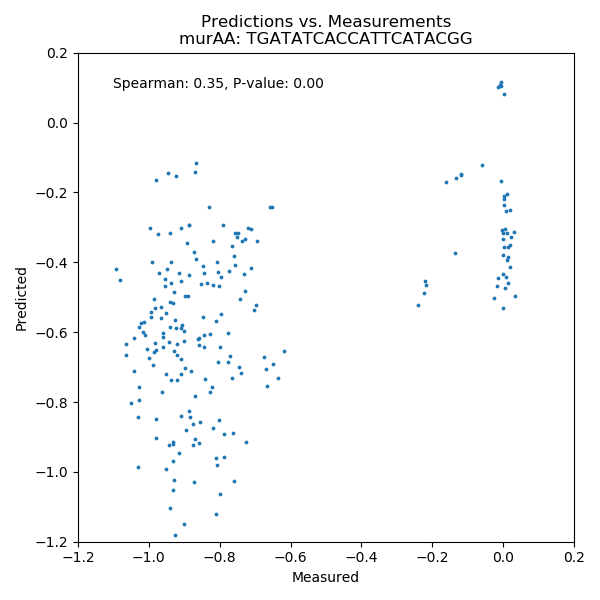 Predictions vs. Measurements
murAA: TGATATCACCATTCATACGG
Spearman: 0.35, P-value: 0.00
0.2
0.0
−0.2
−0.4
−0.6
−0.8
−1.0
−1.2
Predicted
−1.2 −1.0 −0.8 −0.6 −0.4 −0.2 0.0 0.2
Measured